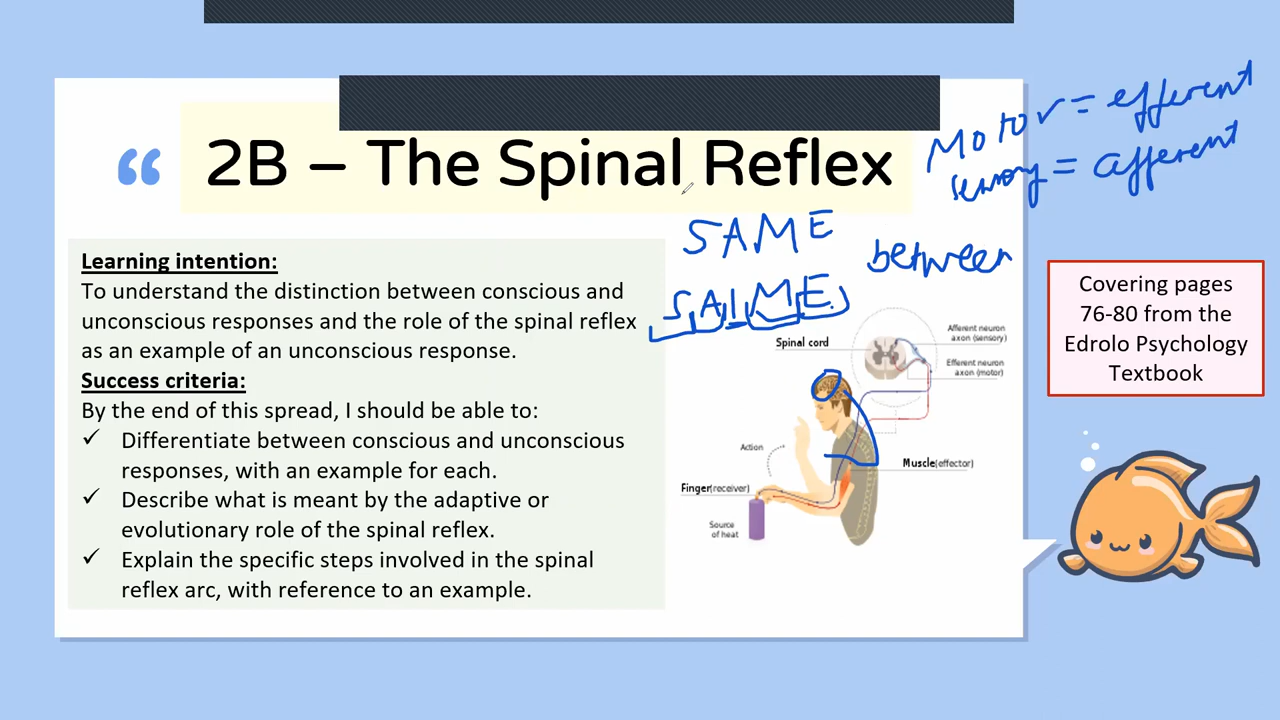 “ 2B – The Spinal Reflex
Motor = efferent
sensory = afferent
SAME
between
SAIME
Learning intention:
To understand the distinction between conscious and
unconscious responses and the role of the spinal reflex
as an example of an unconscious response.
Success criteria:
By the end of this spread, I should be able to:
✓ Differentiate between conscious and unconscious
responses, with an example for each.
✓ Describe what is meant by the adaptive or
evolutionary role of the spinal reflex.
✓ Explain the specific steps involved in the spinal
reflex arc, with reference to an example.
Spinal cord
Afferent neuron
axon (sensory)
Efferent neuron
axon (motor)
Action
Muscle(effector)
Finger(receiver)
Source
of heat
Covering pages
76-80 from the
Edrolo Psychology
Textbook